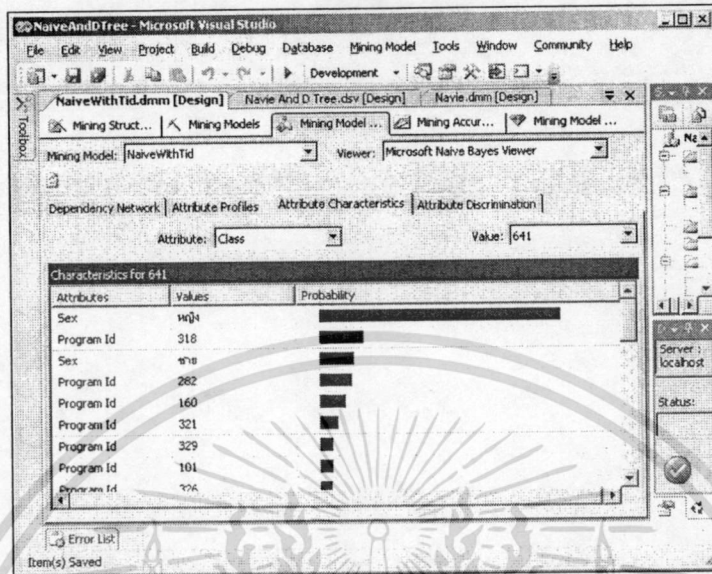 NaiveAndDTree - Microsoft Visual Studio
File Edit View Project Build Debug Database Mining Model Tools Window Community Help
Development
NaiveWithTid.dmm [Design] Navie And D Tree.dsv [Design] Navie.dmm [Design]
Toolbox
Mining Struct... Mining Models Mining Model ... Mining Accur... Mining Model ...
Mining Model: NaiveWithTid Viewer: Microsoft Naive Bayes Viewer
Dependency Network Attribute Profiles Attribute Characteristics Attribute Discrimination
Attribute: Class Value: 641
Characteristics for 641
Attributes Values Probability
Sex หญิง
Program Id 318
Sex ชาย
Program Id 282
Program Id 160
Program Id 321
Program Id 329
Program Id 101
Program Id 326
Server :
localhost
Status:
Error List
Item(s) Saved